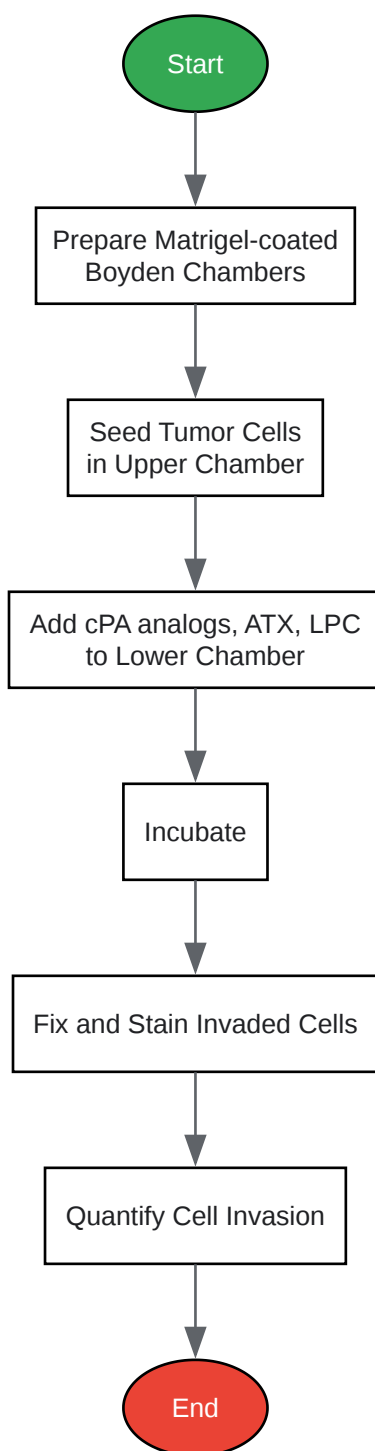 Start
Prepare Matrigel-coated
Boyden Chambers
Seed Tumor Cells
in Upper Chamber
Add cPA analogs, ATX, LPC
to Lower Chamber
Incubate
Fix and Stain Invaded Cells
Quantify Cell Invasion
End